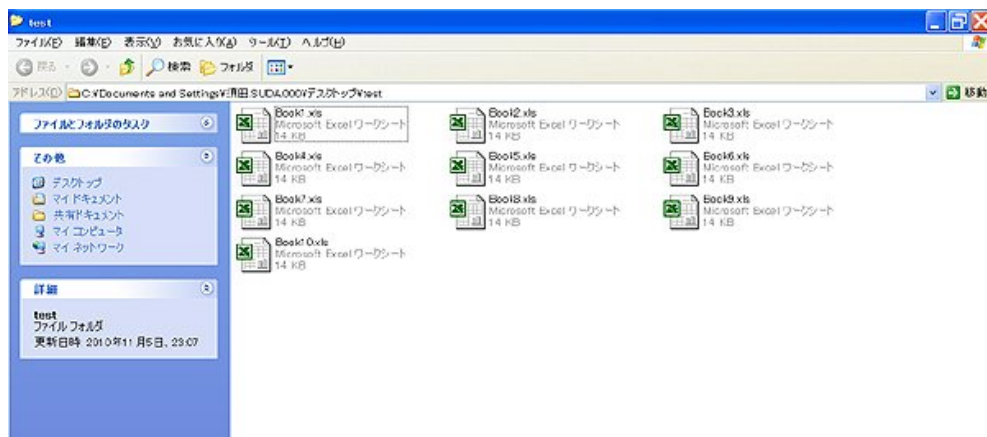 test
ファイル(F) 編集(E) 表示(V) お気に入り(A) ツール(T) ヘルプ(H)
戻る 検索 フォルダ
アドレス(D) C:¥Documents and Settings¥須田.SUDA000¥デスクトップ¥test 移動
ファイルとフォルダのタスク
その他
デスクトップ
マイ ドキュメント
共有ドキュメント
マイ コンピュータ
マイ ネットワーク
詳細
test
ファイル フォルダ
更新日時 2010年11月5日、23:07
Book1.xls
Microsoft Excel ワークシート
14 KB
Book2.xls
Microsoft Excel ワークシート
14 KB
Book3.xls
Microsoft Excel ワークシート
14 KB
Book4.xls
Microsoft Excel ワークシート
14 KB
Book5.xls
Microsoft Excel ワークシート
14 KB
Book6.xls
Microsoft Excel ワークシート
14 KB
Book7.xls
Microsoft Excel ワークシート
14 KB
Book8.xls
Microsoft Excel ワークシート
14 KB
Book9.xls
Microsoft Excel ワークシート
14 KB
Book10.xls
Microsoft Excel ワークシート
14 KB